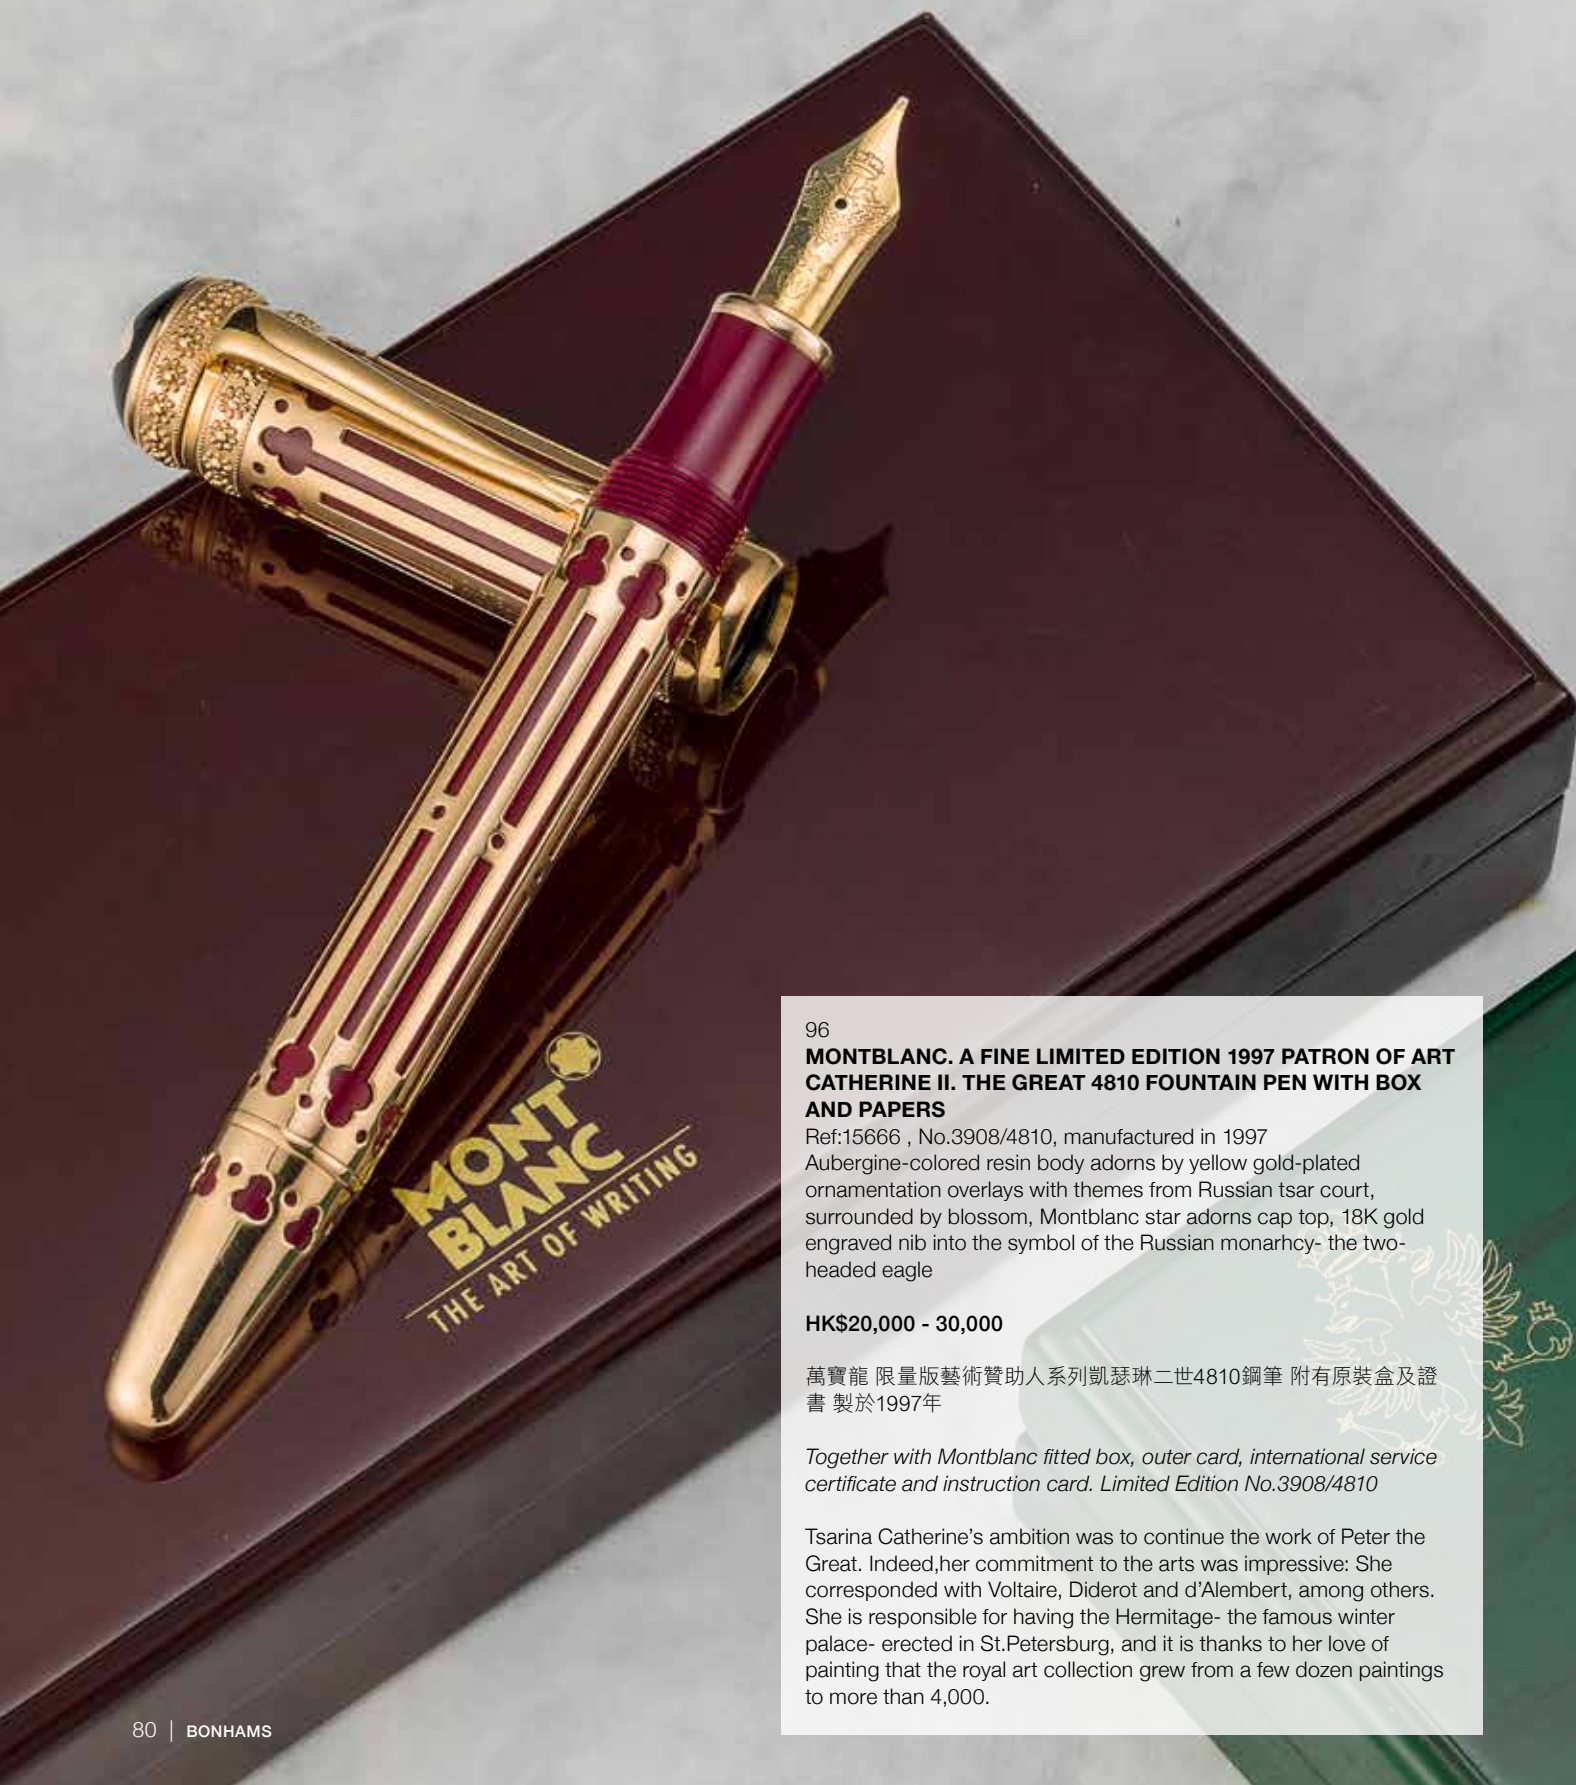 MONT
BLANC
THE ART OF WRITING
96
MONTBLANC. A FINE LIMITED EDITION 1997 PATRON OF ART
CATHERINE II. THE GREAT 4810 FOUNTAIN PEN WITH BOX
AND PAPERS
Ref:15666 , No.3908/4810, manufactured in 1997
Aubergine-colored resin body adorns by yellow gold-plated
ornamentation overlays with themes from Russian tsar court,
surrounded by blossom, Montblanc star adorns cap top, 18K gold
engraved nib into the symbol of the Russian monarhcy- the two-
headed eagle
HK$20,000 - 30,000
萬寶龍 限量版藝術贊助人系列凱瑟琳二世4810鋼筆 附有原裝盒及證
書 製於1997年
Together with Montblanc fitted box, outer card, international service
certificate and instruction card. Limited Edition No.3908/4810
Tsarina Catherine’s ambition was to continue the work of Peter the
Great. Indeed,her commitment to the arts was impressive: She
corresponded with Voltaire, Diderot and d’Alembert, among others.
She is responsible for having the Hermitage- the famous winter
palace- erected in St.Petersburg, and it is thanks to her love of
painting that the royal art collection grew from a few dozen paintings
to more than 4,000.
80 | BONHAMS